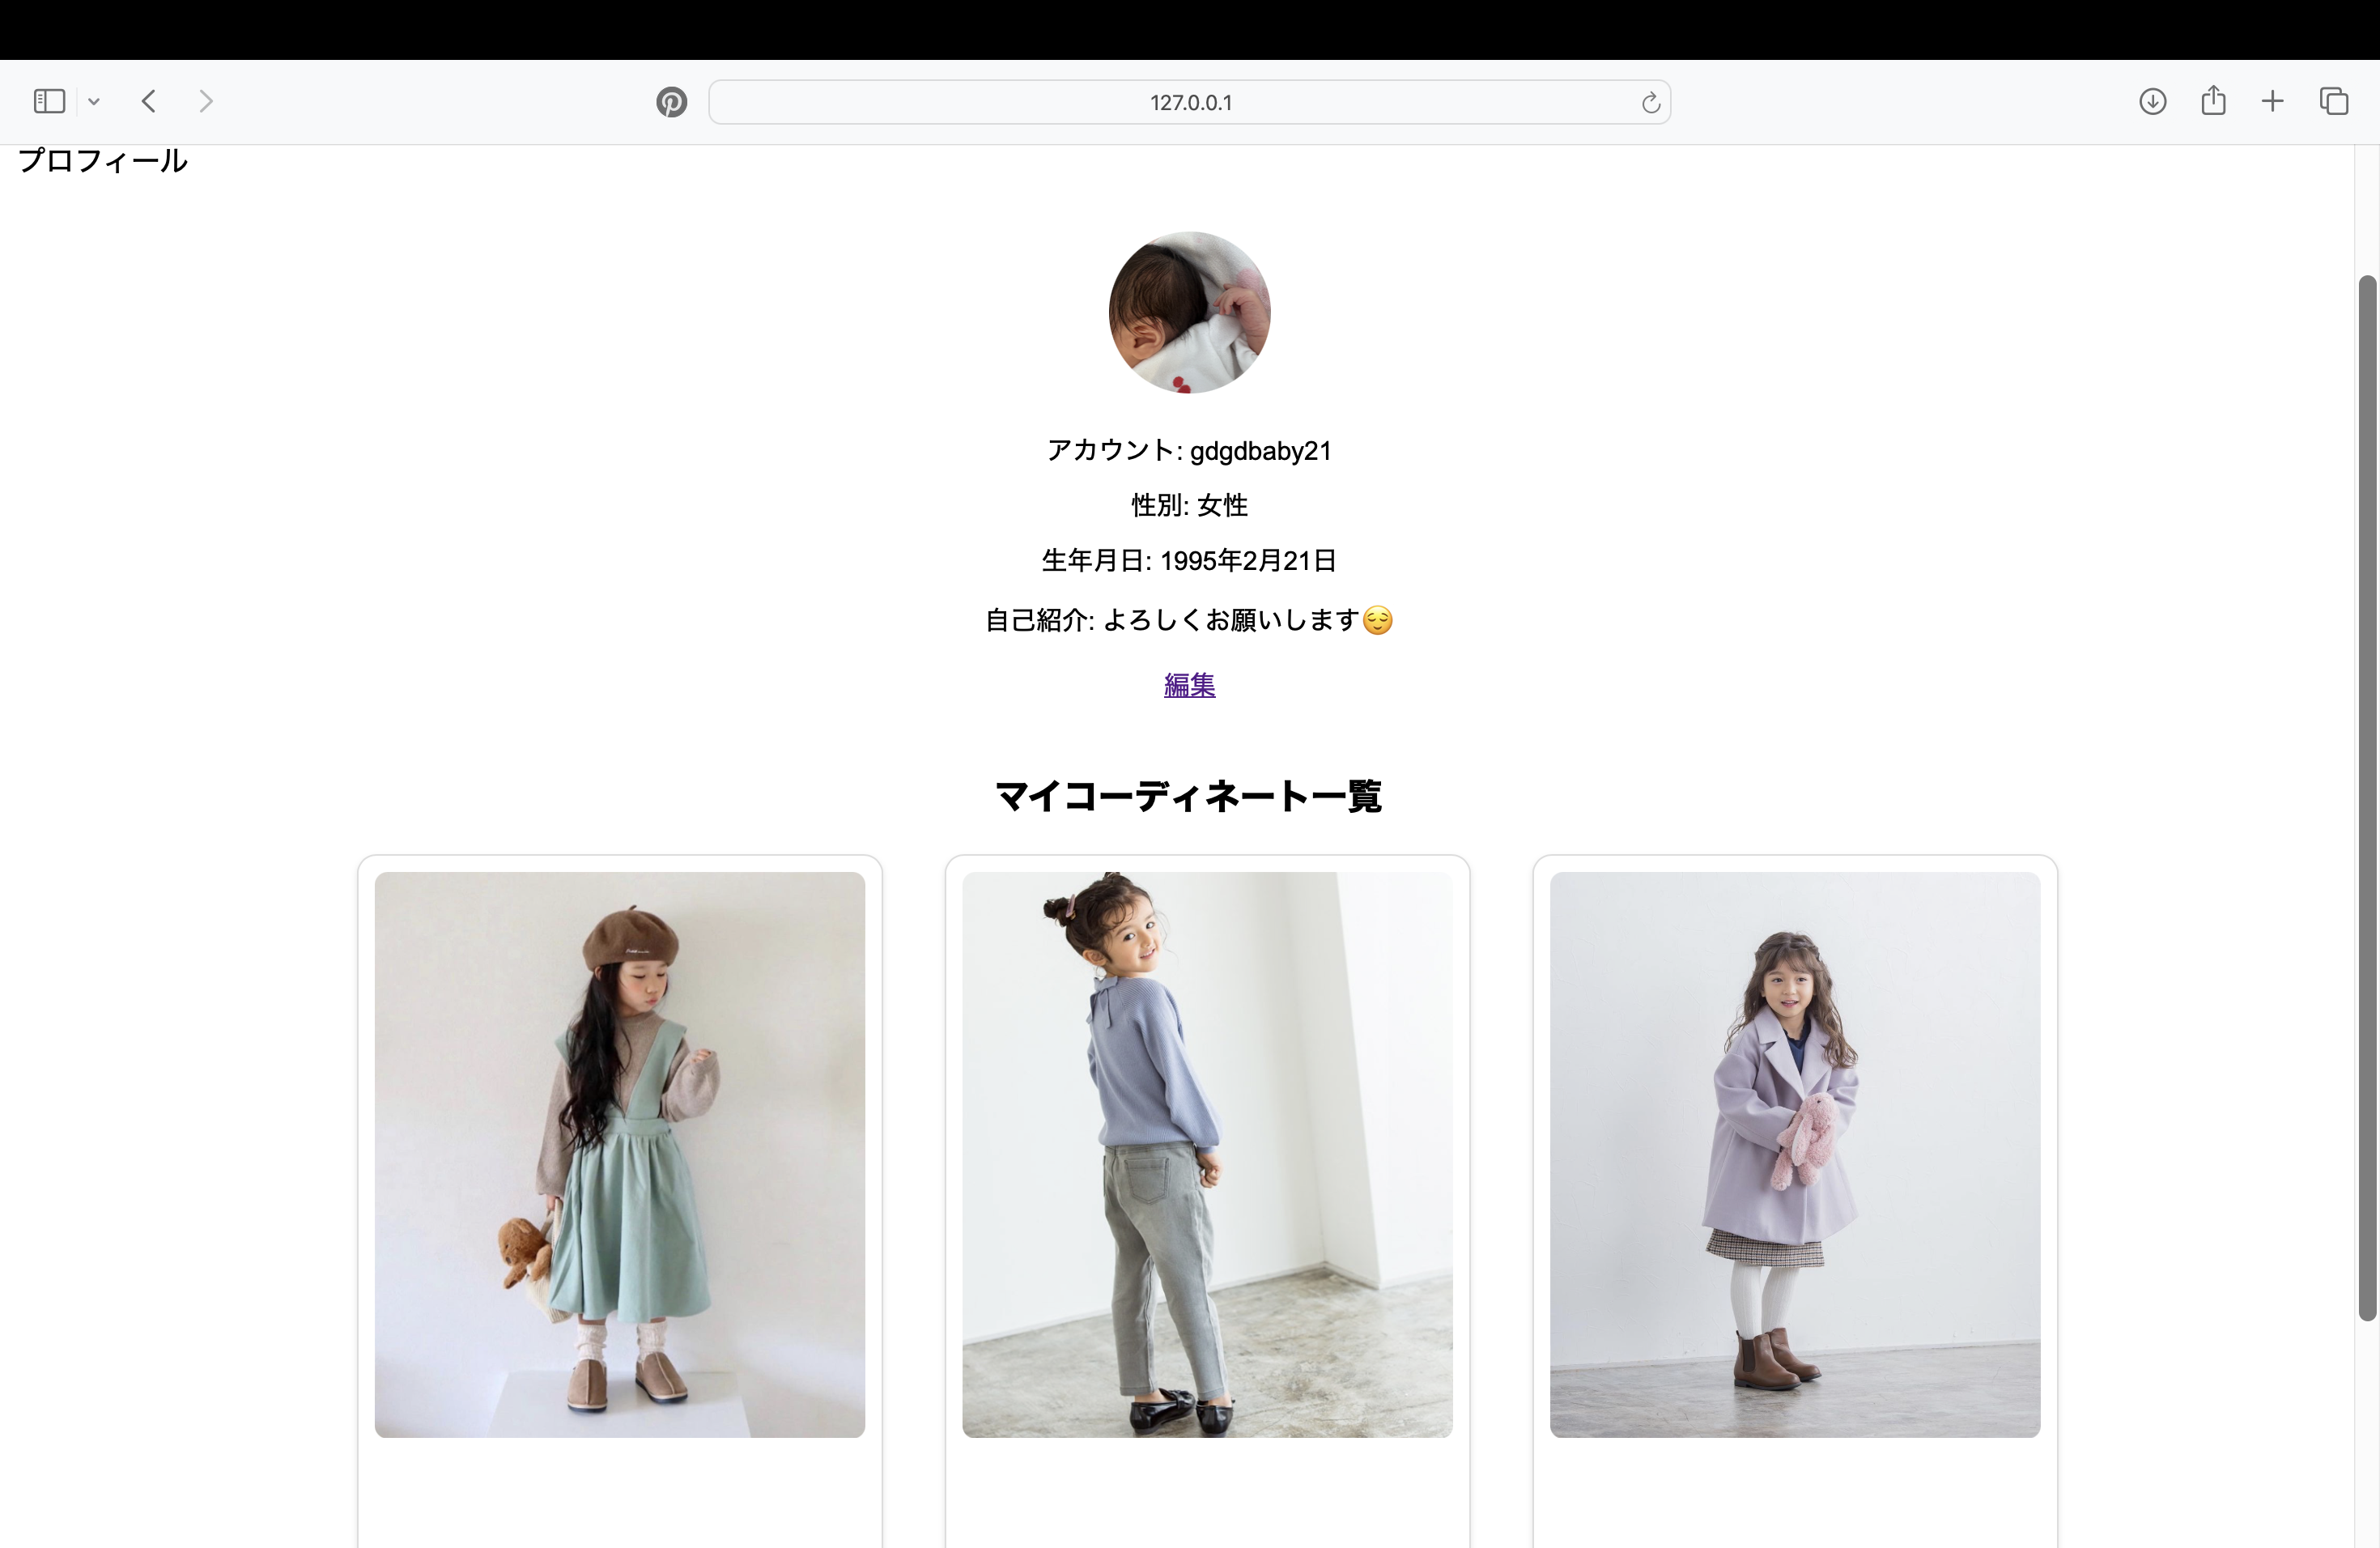 127.0.0.1
プロフィール
アカウント: gdgdbaby21
性別: 女性
生年月日: 1995年2月21日
自己紹介: よろしくお願いします😌
編集
マイコーディネート一覧